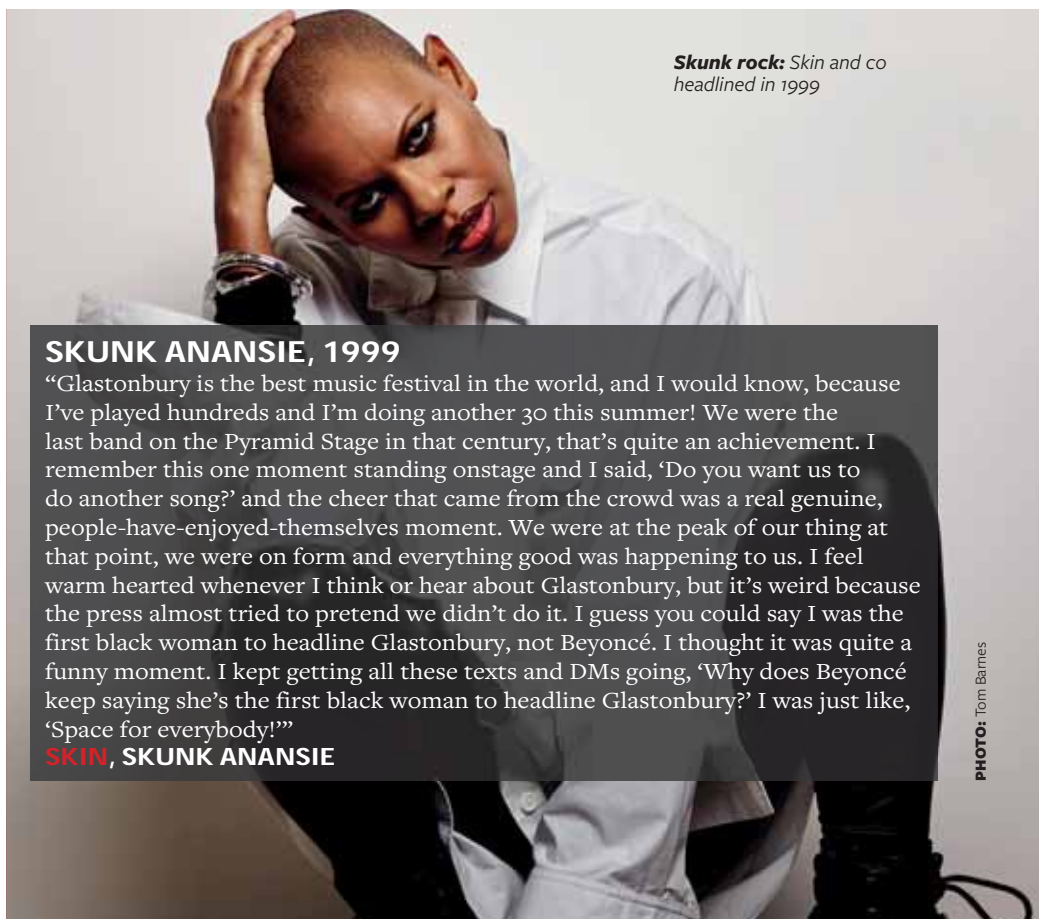 Skunk rock: Skin and co
headlined in 1999
SKUNK ANANSIE, 1999
“Glastonbury is the best music festival in the world, and I would know, because
I’ve played hundreds and I’m doing another 30 this summer! We were the
last band on the Pyramid Stage in that century, that’s quite an achievement. I
remember this one moment standing onstage and I said, ‘Do you want us to
do another song?’ and the cheer that came from the crowd was a real genuine,
people-have-enjoyed-themselves moment. We were at the peak of our thing at
that point, we were on form and everything good was happening to us. I feel
warm hearted whenever I think or hear about Glastonbury, but it’s weird because
the press almost tried to pretend we didn’t do it. I guess you could say I was the
first black woman to headline Glastonbury, not Beyoncé. I thought it was quite a
funny moment. I kept getting all these texts and DMs going, ‘Why does Beyoncé
keep saying she’s the first black woman to headline Glastonbury?’ I was just like,
‘Space for everybody!’”
SKIN, SKUNK ANANSIE
PHOTO: Tom Barnes